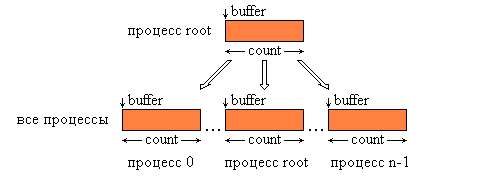 buffer
процесс root
count
buffer buffer buffer
все процессы ... ...
count count count
процесс 0 процесс root процесс n-1